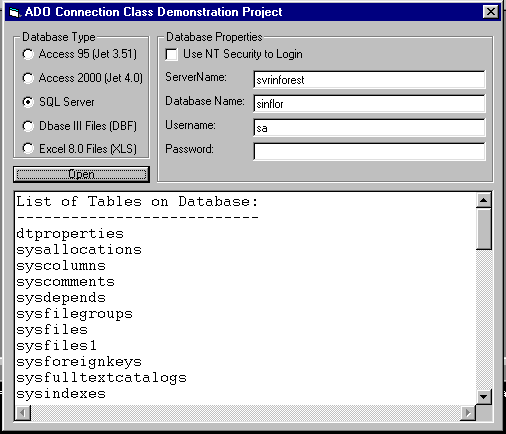 ADO Connection Class Demonstration Project
Database Type
Access 95 (Jet 3.51)
Access 2000 (Jet 4.0)
SQL Server
Dbase III Files (DBF)
Excel 8.0 Files (XLS)
Open
Database Properties
Use NT Security to Login
ServerName: svrinforest
Database Name: sinflor
Username: sa
Password:
List of Tables on Database:
---------------------------
dtproperties
sysallocations
syscolumns
syscomments
sysdepends
sysfilegroups
sysfiles
sysfiles1
sysforeignkeys
sysfulltextcatalogs
sysindexes